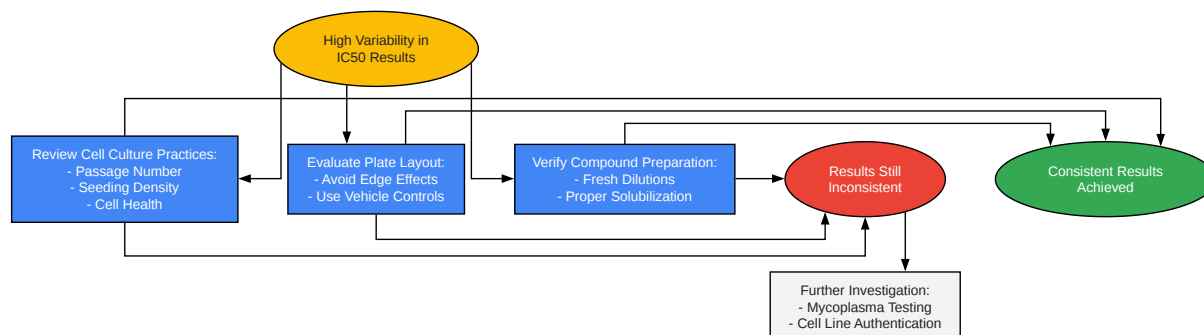 High Variability in
IC50 Results
Review Cell Culture Practices:
- Passage Number
- Seeding Density
- Cell Health
Evaluate Plate Layout:
- Avoid Edge Effects
- Use Vehicle Controls
Verify Compound Preparation:
- Fresh Dilutions
- Proper Solubilization
Results Still
Inconsistent
Consistent Results
Achieved
Further Investigation:
- Mycoplasma Testing
- Cell Line Authentication